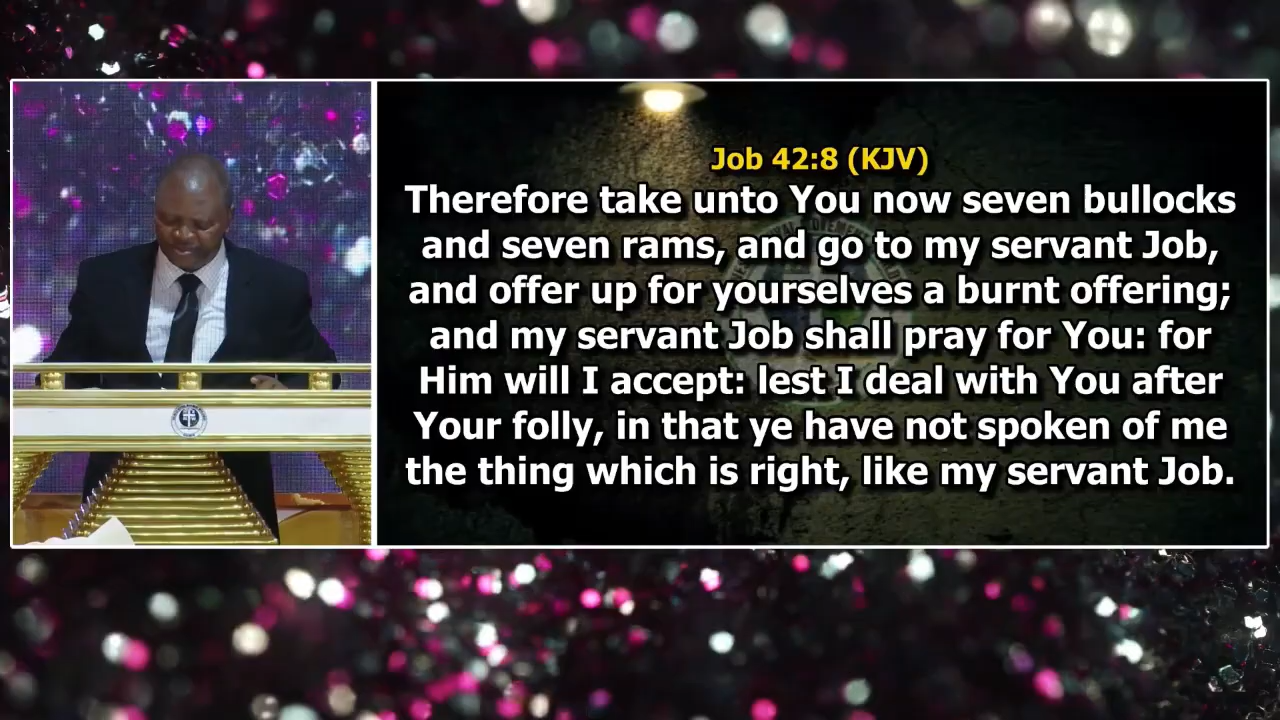 Job 42:8 (KJV)
Therefore take unto You now seven bullocks
and seven rams, and go to my servant Job,
and offer up for yourselves a burnt offering;
and my servant Job shall pray for You: for
Him will I accept: lest I deal with You after
Your folly, in that ye have not spoken of me
the thing which is right, like my servant Job.